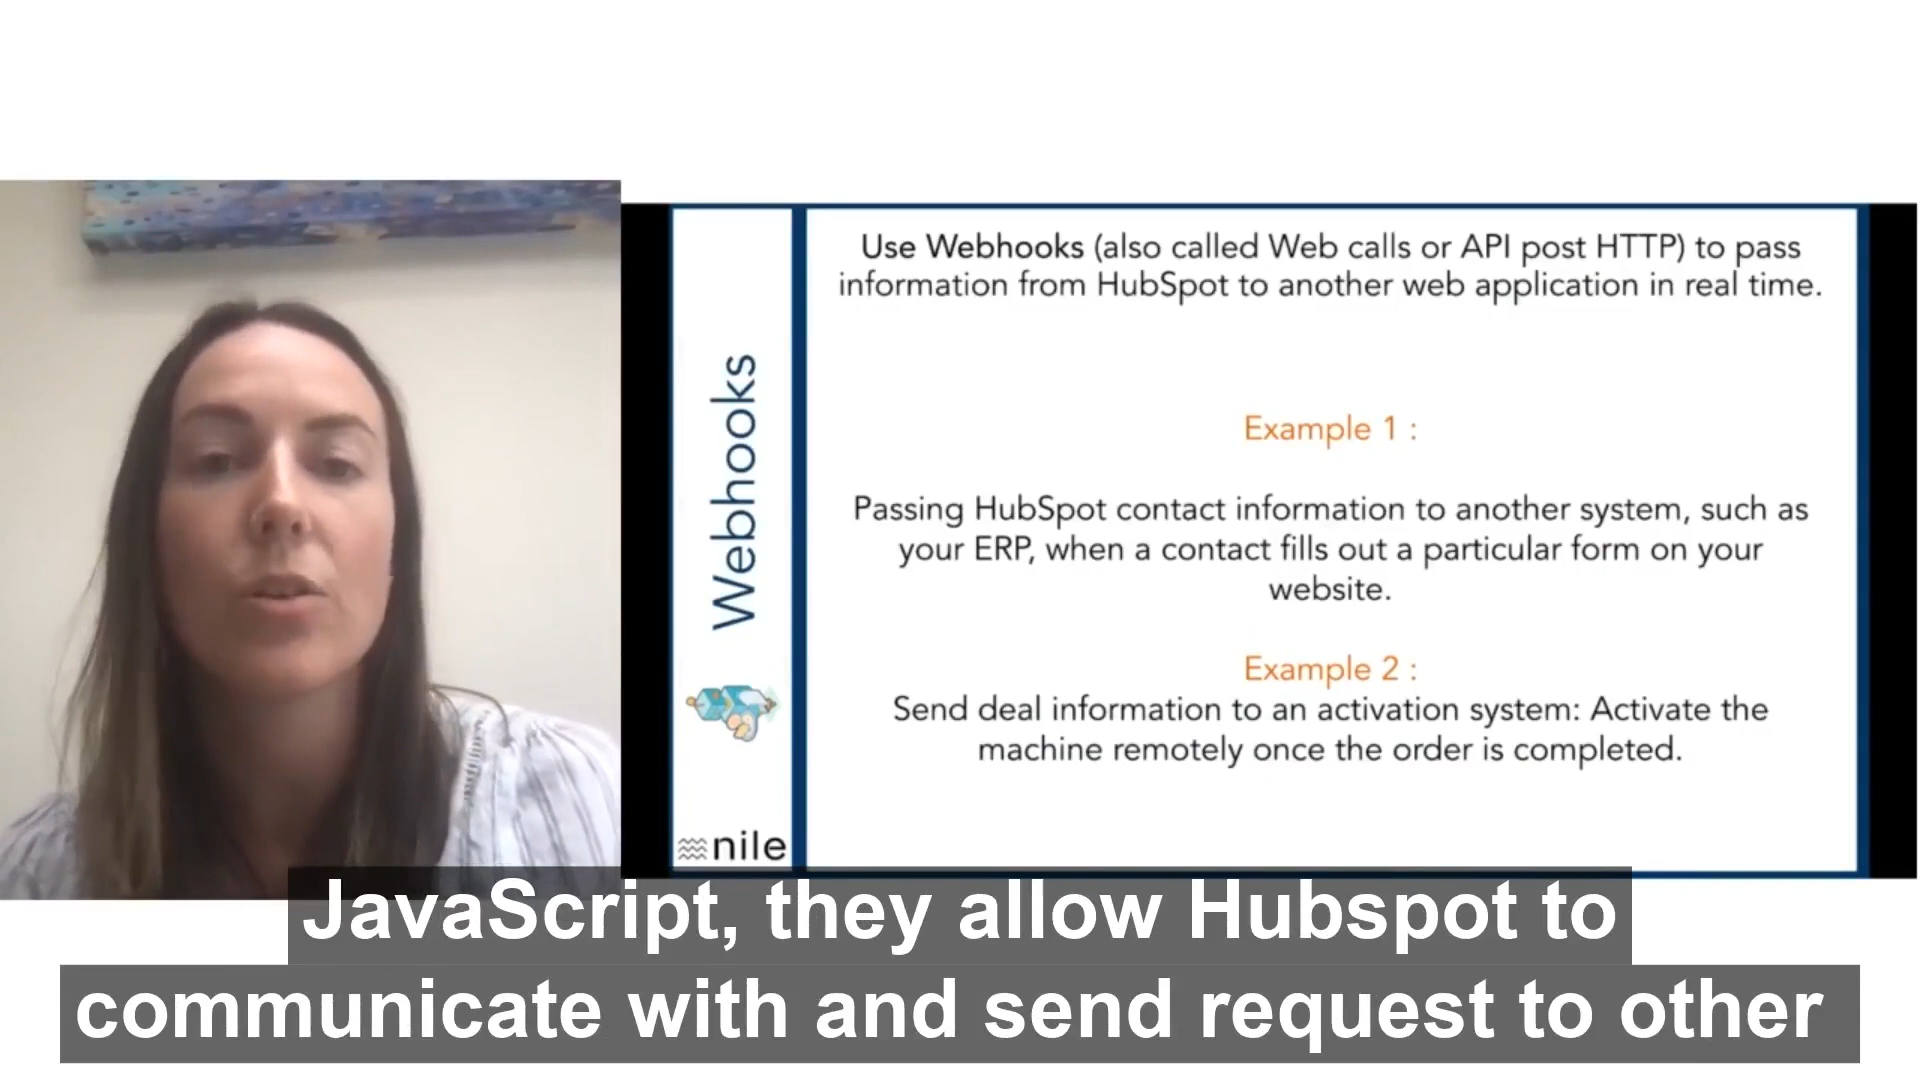 Use Webhooks (also called Web calls or API post HTTP) to pass
information from HubSpot to another web application in real time.
Webhooks
Example 1 :
Passing HubSpot contact information to another system, such as
your ERP, when a contact fills out a particular form on your
website.
Example 2 :
Send deal information to an activation system: Activate the
machine remotely once the order is completed.
nile
JavaScript, they allow Hubspot to
communicate with and send request to other